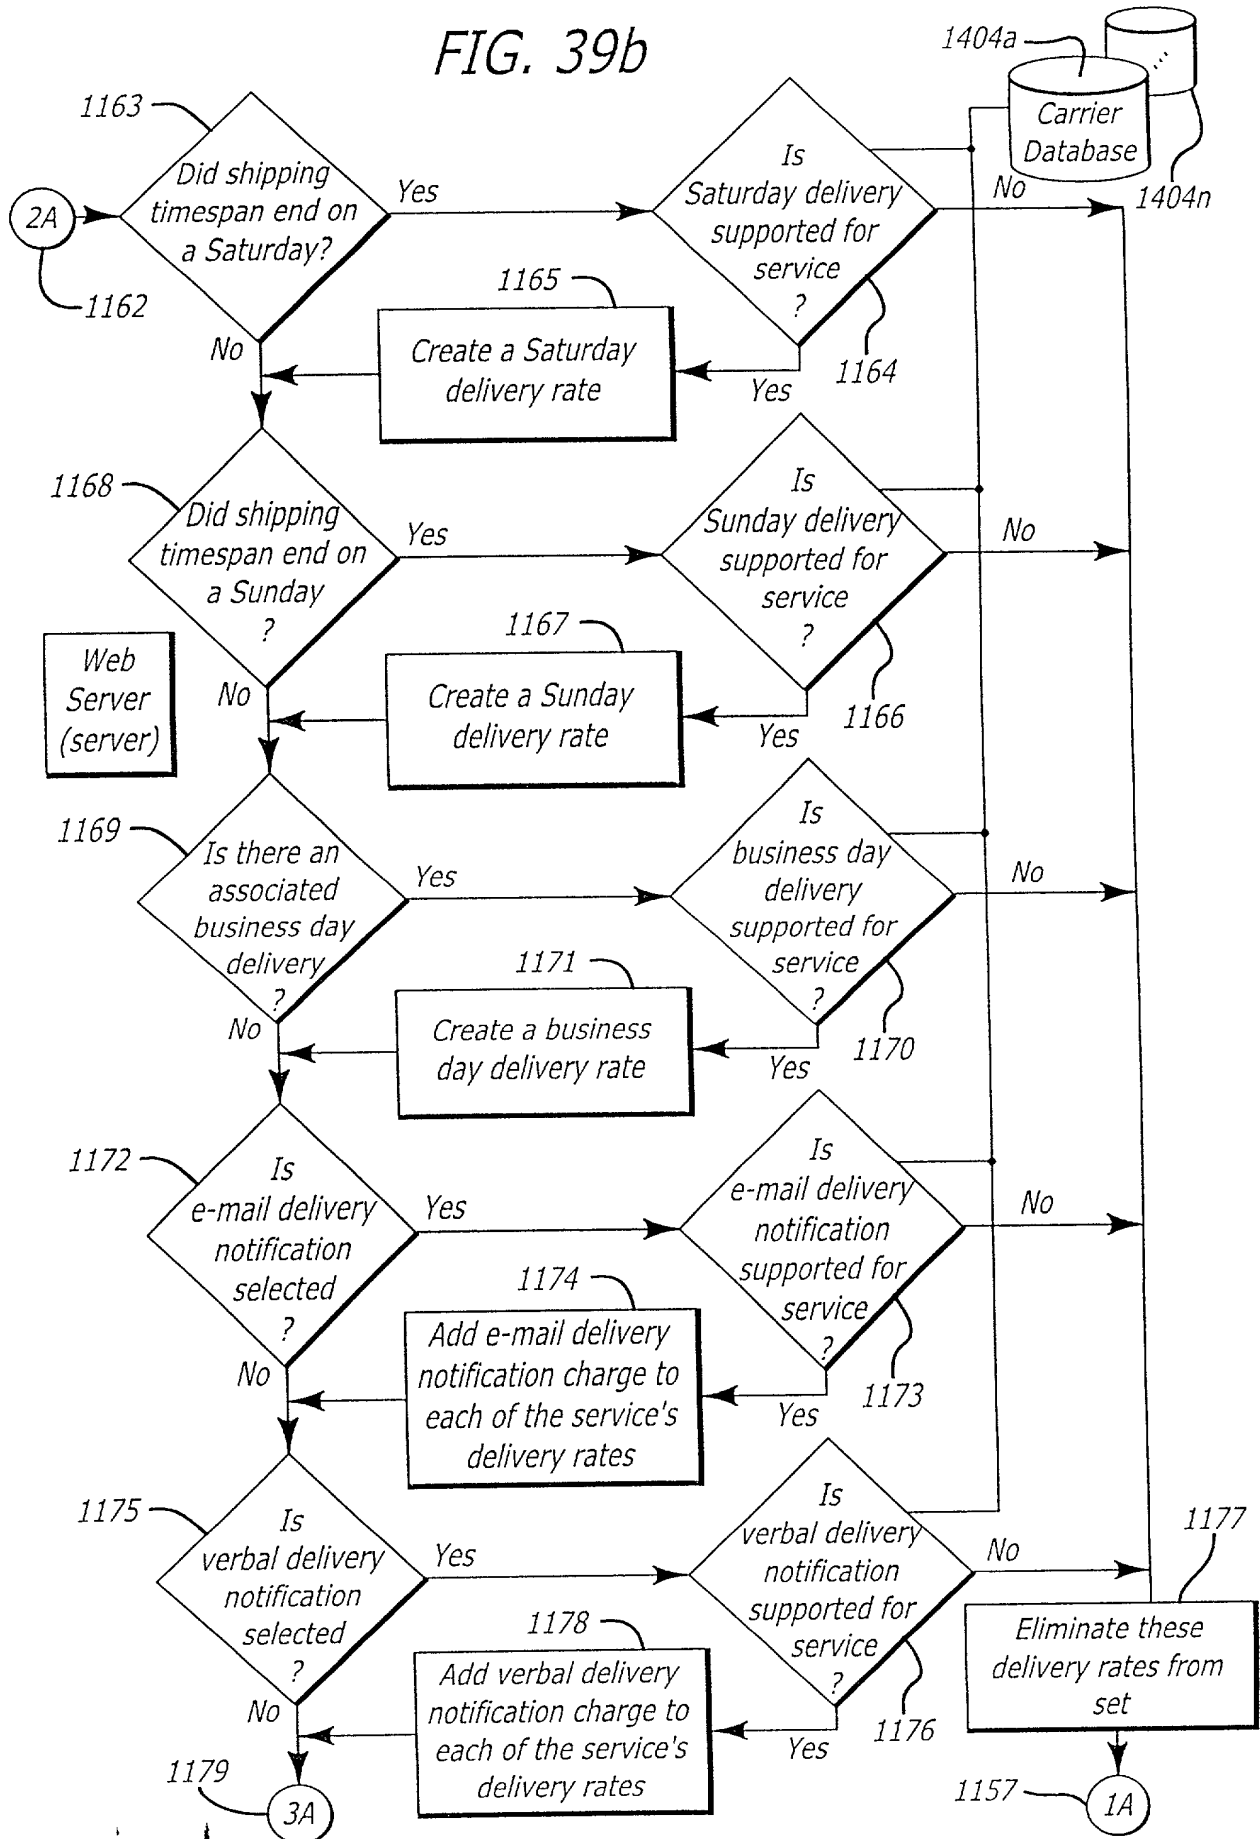 FIG. 39b
1404a
Carrier
Database
1404n
1163
Did shipping
timespan end on
a Saturday?
Yes
Is
Saturday delivery
supported for
service
?
No
2A
1162
1165
Create a Saturday
delivery rate
Yes
1164
No
1168
Did shipping
timespan end on
a Sunday
?
Yes
Is
Sunday delivery
supported for
service
?
No
Web
Server
(server)
1167
Create a Sunday
delivery rate
Yes
1166
No
1169
Is there an
associated
business day
delivery
?
Yes
Is
business day
delivery
supported for
service
?
No
1171
Create a business
day delivery rate
Yes
1170
No
1172
Is
e-mail delivery
notification
selected
?
Yes
Is
e-mail delivery
notification
supported for
service
?
No
1174
Add e-mail delivery
notification charge to
each of the service's
delivery rates
Yes
1173
No
1175
Is
verbal delivery
notification
selected
?
Yes
Is
verbal delivery
notification
supported for
service
?
No
1177
Eliminate these
delivery rates from
set
1178
Add verbal delivery
notification charge to
each of the service's
delivery rates
Yes
1176
No
1179
3A
1157
1A